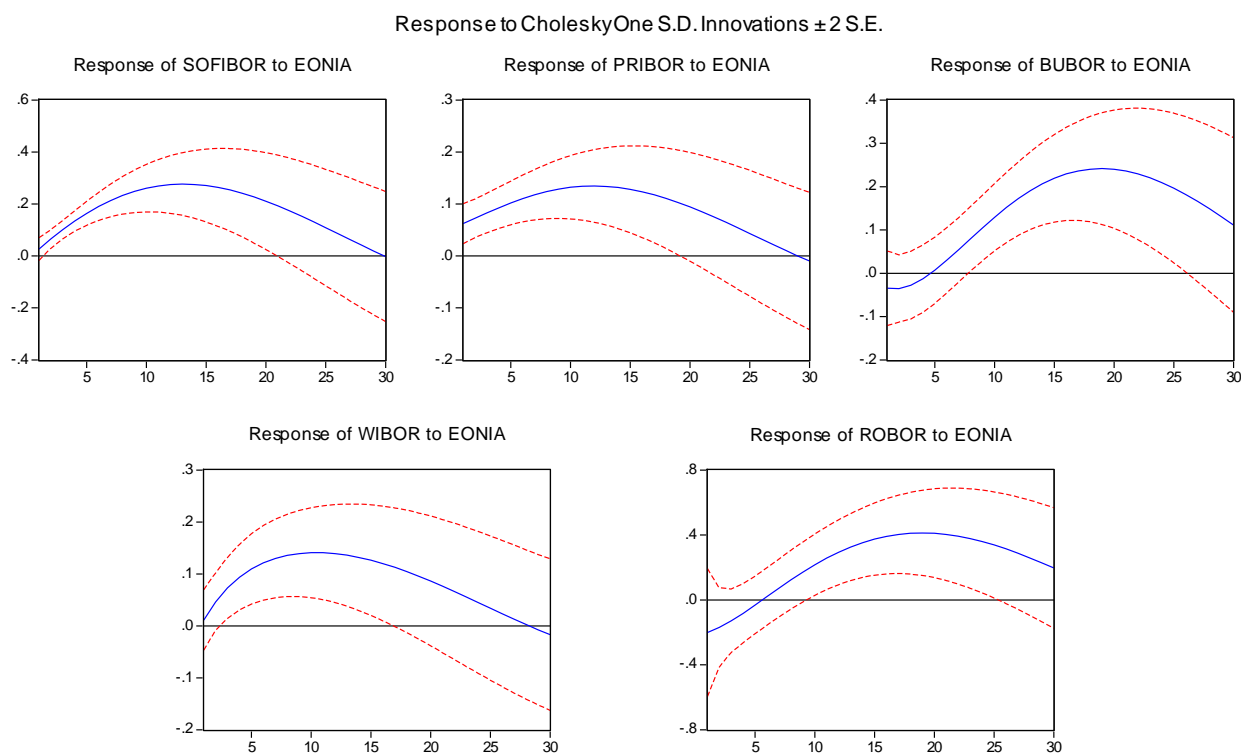 Response to Cholesky One S.D. Innovations ± 2 S.E.
Response of SOFIBOR to EONIA
.6
.4
.2
.0
-.2
-.4
5 10 15 20 25 30
Response of PRIBOR to EONIA
.3
.2
.1
.0
-.1
-.2
5 10 15 20 25 30
Response of BUBOR to EONIA
.4
.3
.2
.1
.0
-.1
-.2
5 10 15 20 25 30
Response of WIBOR to EONIA
.3
.2
.1
.0
-.1
-.2
5 10 15 20 25 30
Response of ROBOR to EONIA
.8
.4
.0
-.4
-.8
5 10 15 20 25 30